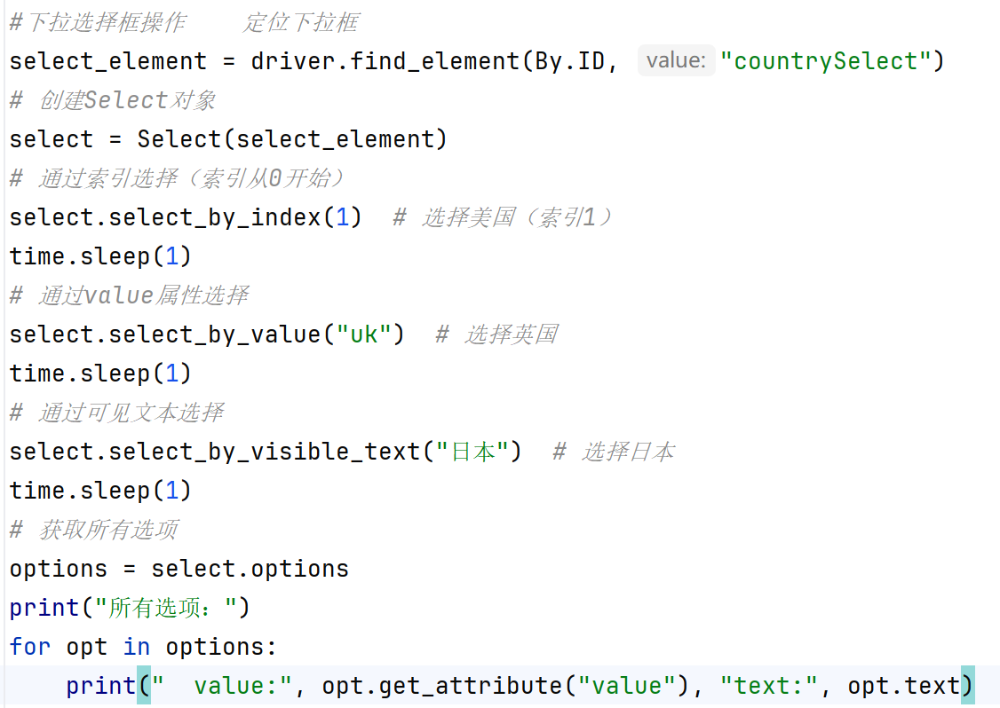 #下拉选择框操作    定位下拉框
select_element = driver.find_element(By.ID, value: "countrySelect")
# 创建Select对象
select = Select(select_element)
# 通过索引选择（索引从0开始）
select.select_by_index(1)  # 选择美国（索引1）
time.sleep(1)
# 通过value属性选择
select.select_by_value("uk")  # 选择英国
time.sleep(1)
# 通过可见文本选择
select.select_by_visible_text("日本")  # 选择日本
time.sleep(1)
# 获取所有选项
options = select.options
print("所有选项：")
for opt in options:
    print("  value:", opt.get_attribute("value"), "text:", opt.text)